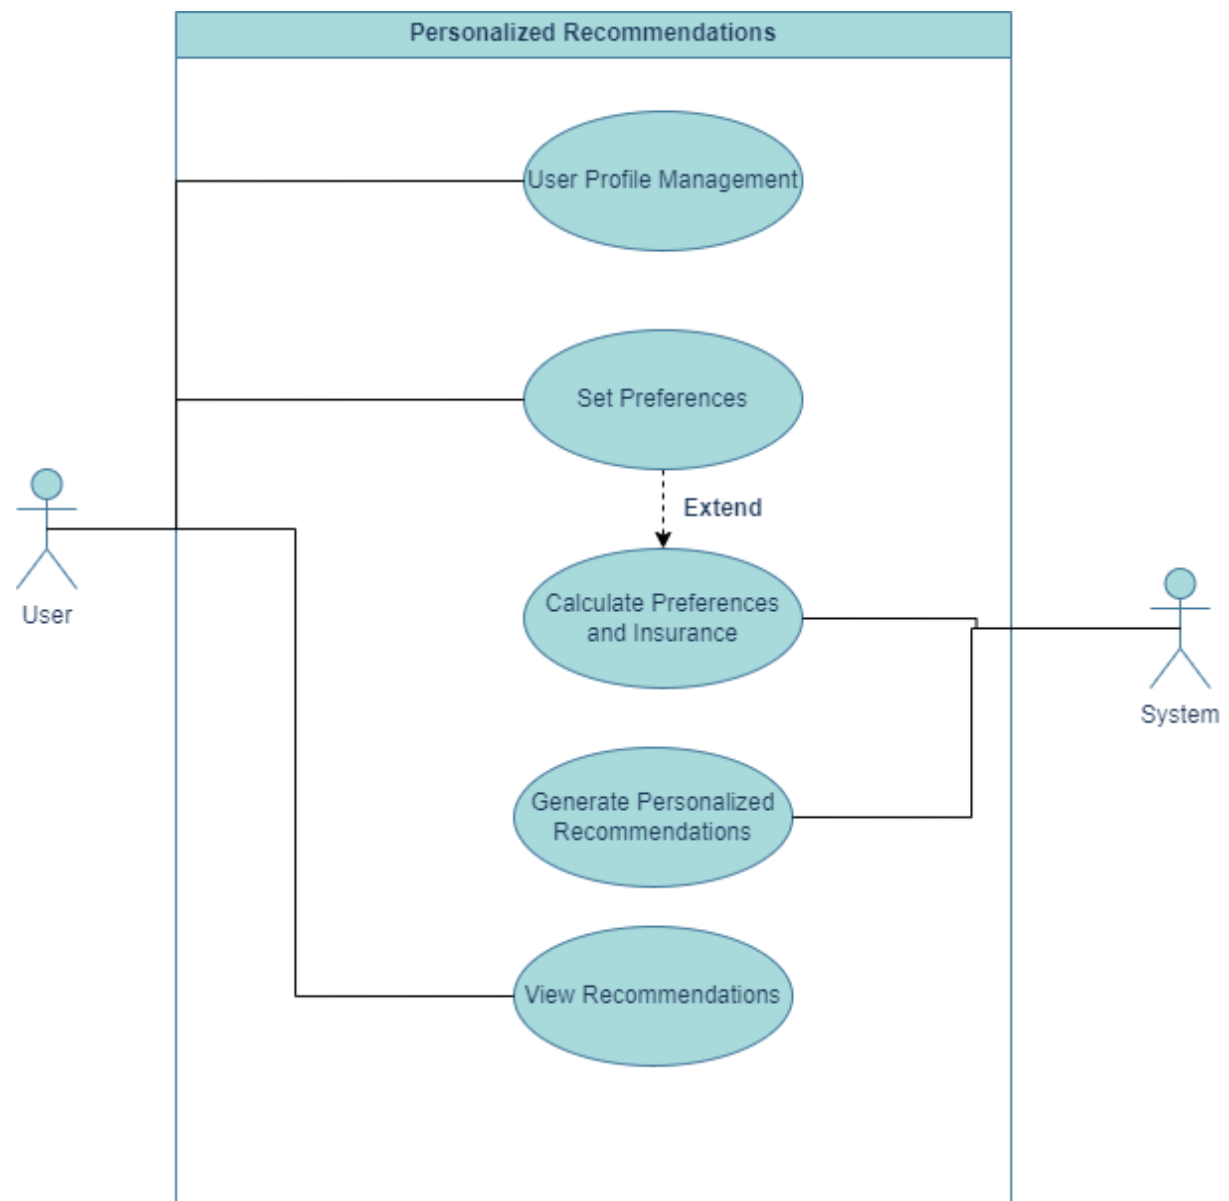 Personalized Recommendations
User Profile Management
Set Preferences
Extend
Calculate Preferences
and Insurance
User
System
Generate Personalized
Recommendations
View Recommendations